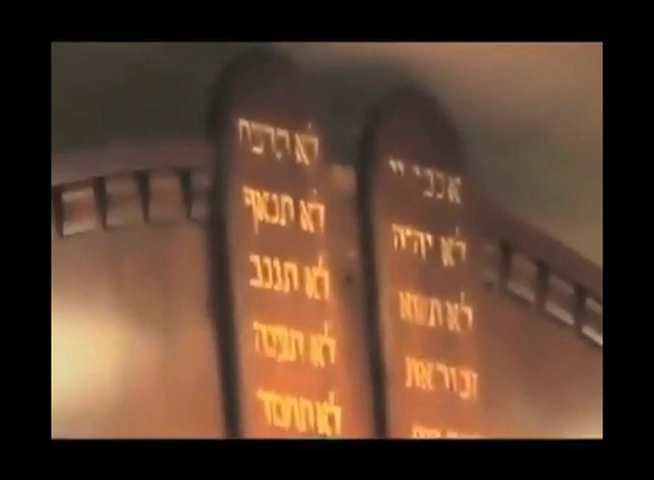 אנכי יי
לא יהיה
לא תשא
זכור את
לא תרצח
לא תנאף
לא תגנב
לא תענה
לא תחמד